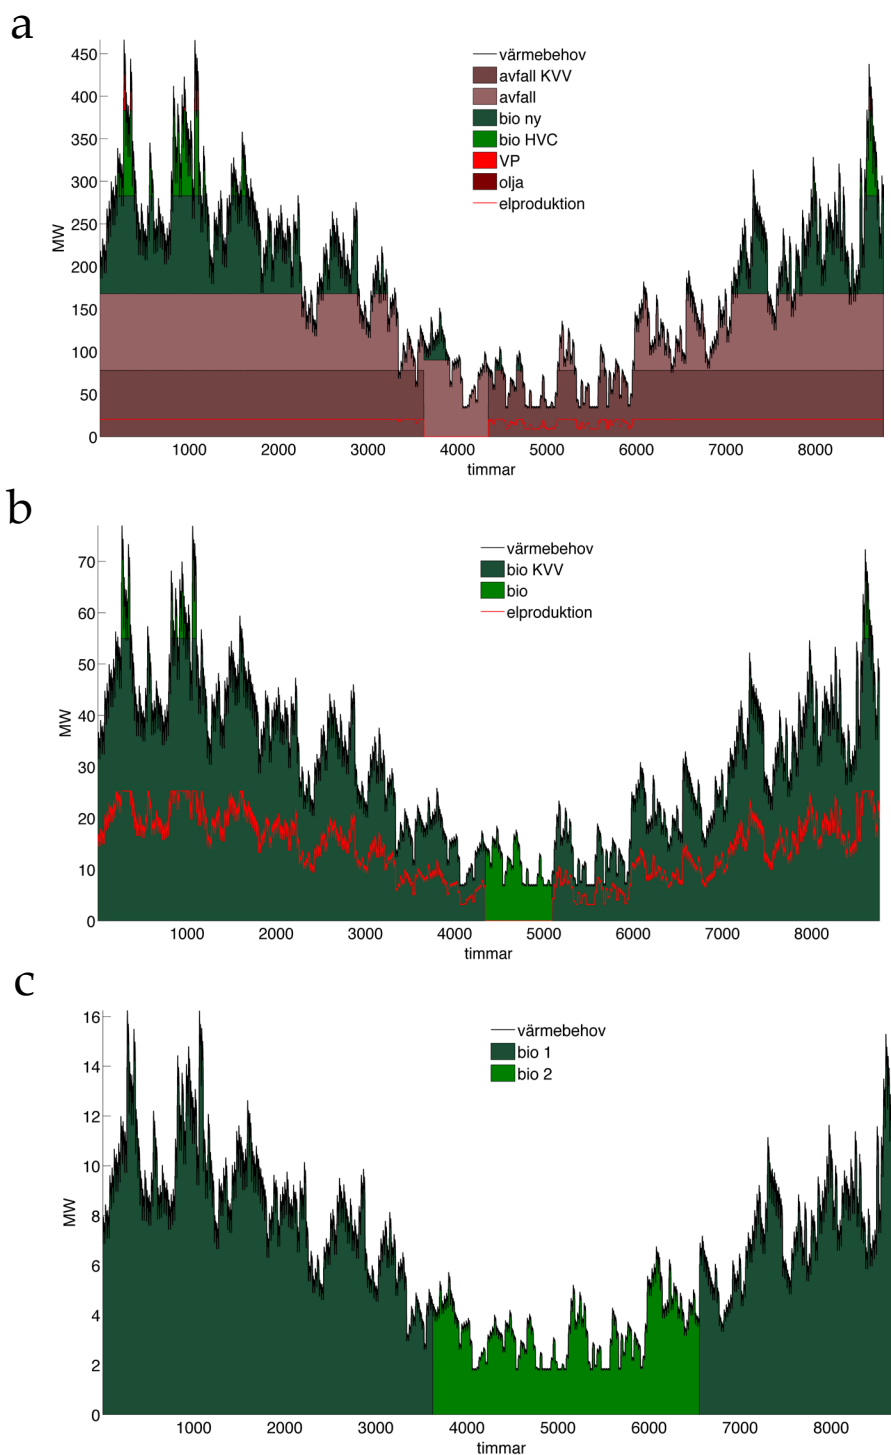 a
450
400
350
300
250
200
150
100
50
0
MW
värmebehov
avfall KVV
avfall
bio ny
bio HVC
VP
olja
elproduktion
1000 2000 3000 4000 5000 6000 7000 8000
timmar
b
70
60
50
40
30
20
10
0
MW
värmebehov
bio KVV
bio
elproduktion
1000 2000 3000 4000 5000 6000 7000 8000
timmar
c
16
14
12
10
8
6
4
2
0
MW
värmebehov
bio 1
bio 2
1000 2000 3000 4000 5000 6000 7000 8000
timmar